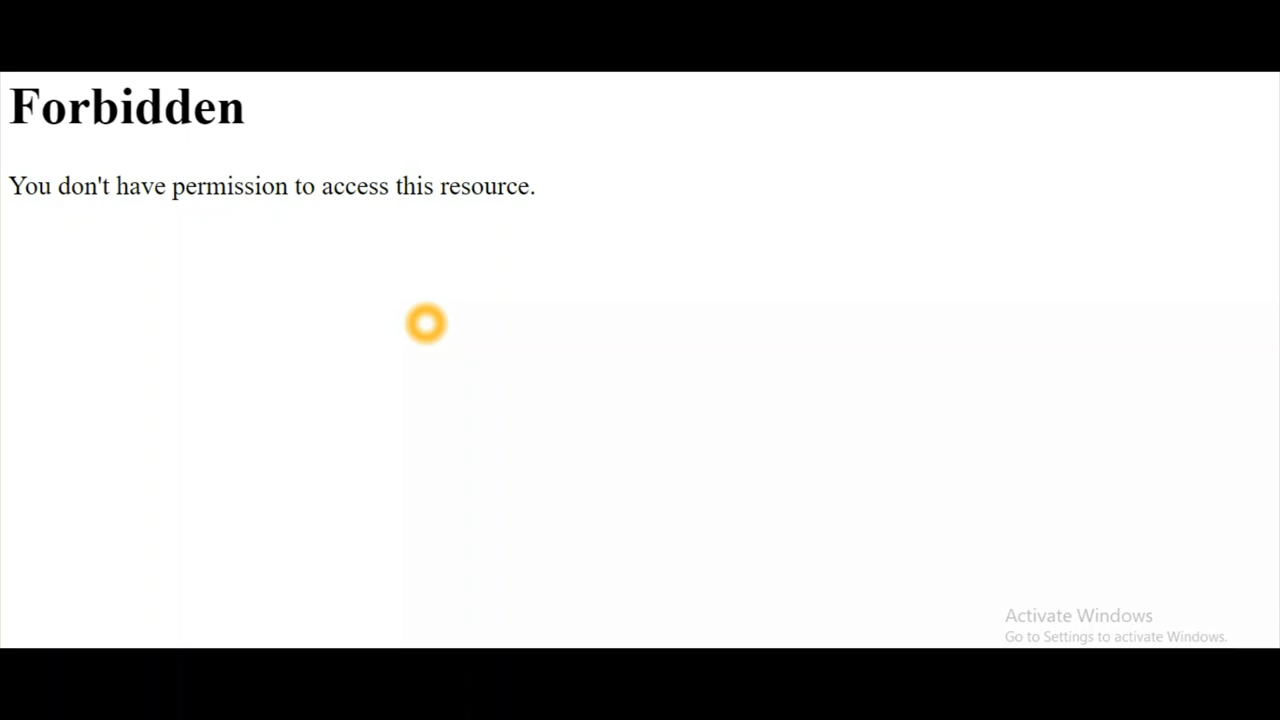 Forbidden
You don't have permission to access this resource.
Activate Windows
Go to Settings to activate Windows.